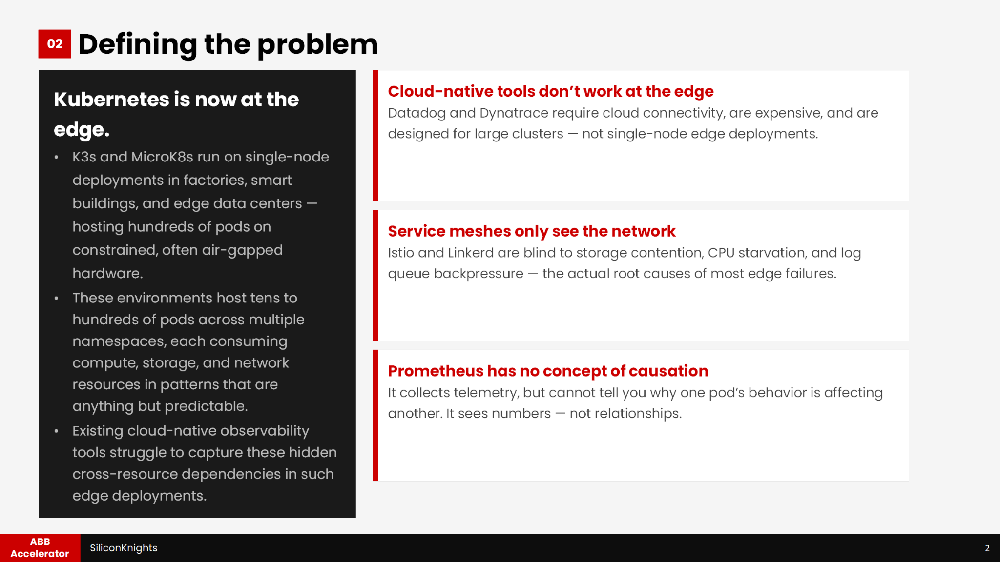 02 Defining the problem
Kubernetes is now at the
edge.
• K3s and MicroK8s run on single-node
deployments in factories, smart
buildings, and edge data centers —
hosting hundreds of pods on
constrained, often air-gapped
hardware.
• These environments host tens to
hundreds of pods across multiple
namespaces, each consuming
compute, storage, and network
resources in patterns that are
anything but predictable.
• Existing cloud-native observability
tools struggle to capture these hidden
cross-resource dependencies in such
edge deployments.
Cloud-native tools don’t work at the edge
Datadog and Dynatrace require cloud connectivity, are expensive, and are
designed for large clusters — not single-node edge deployments.
Service meshes only see the network
Istio and Linkerd are blind to storage contention, CPU starvation, and log
queue backpressure — the actual root causes of most edge failures.
Prometheus has no concept of causation
It collects telemetry, but cannot tell you why one pod’s behavior is affecting
another. It sees numbers — not relationships.
ABB
Accelerator
SiliconKnights
2